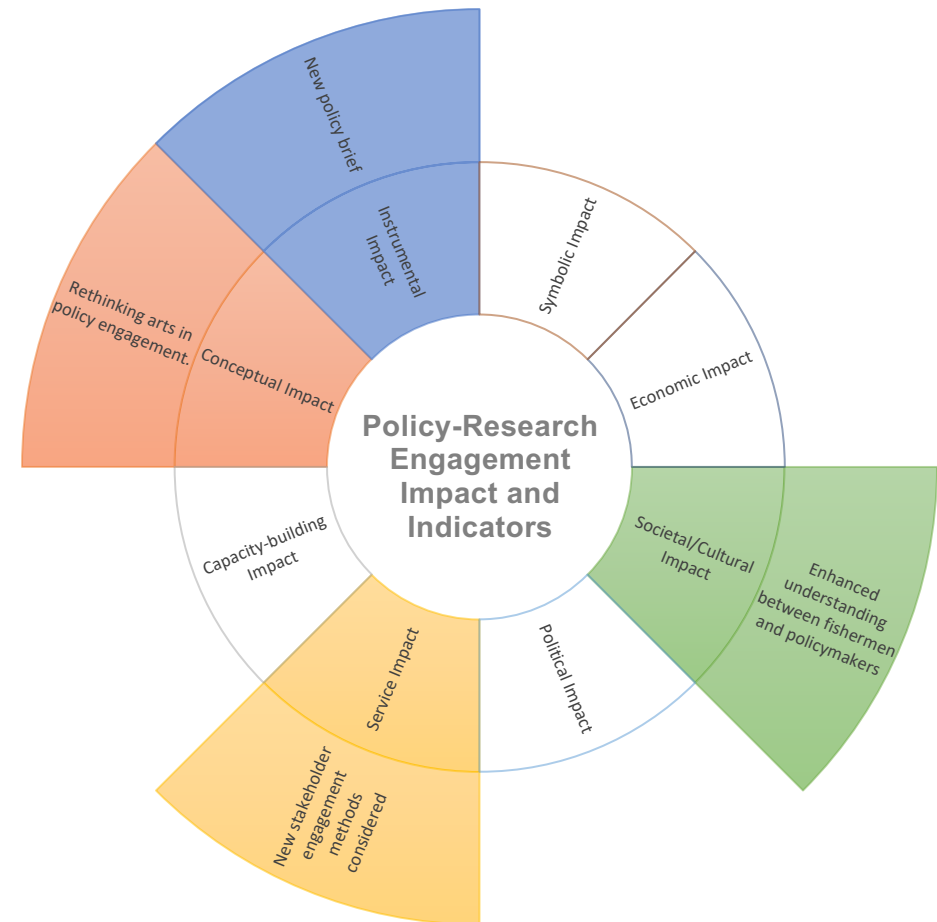 Policy-Research
Engagement
Impact and
Indicators
Symbolic Impact
Economic Impact
Societal/Cultural
Impact
Enhanced
understanding
between fishermen
and policymakers
Political Impact
Service Impact
New stakeholder
engagement
methods
considered
Capacity-building
Impact
Conceptual Impact
Rethinking arts in
policy engagement.
Instrumental
Impact
New policy brief